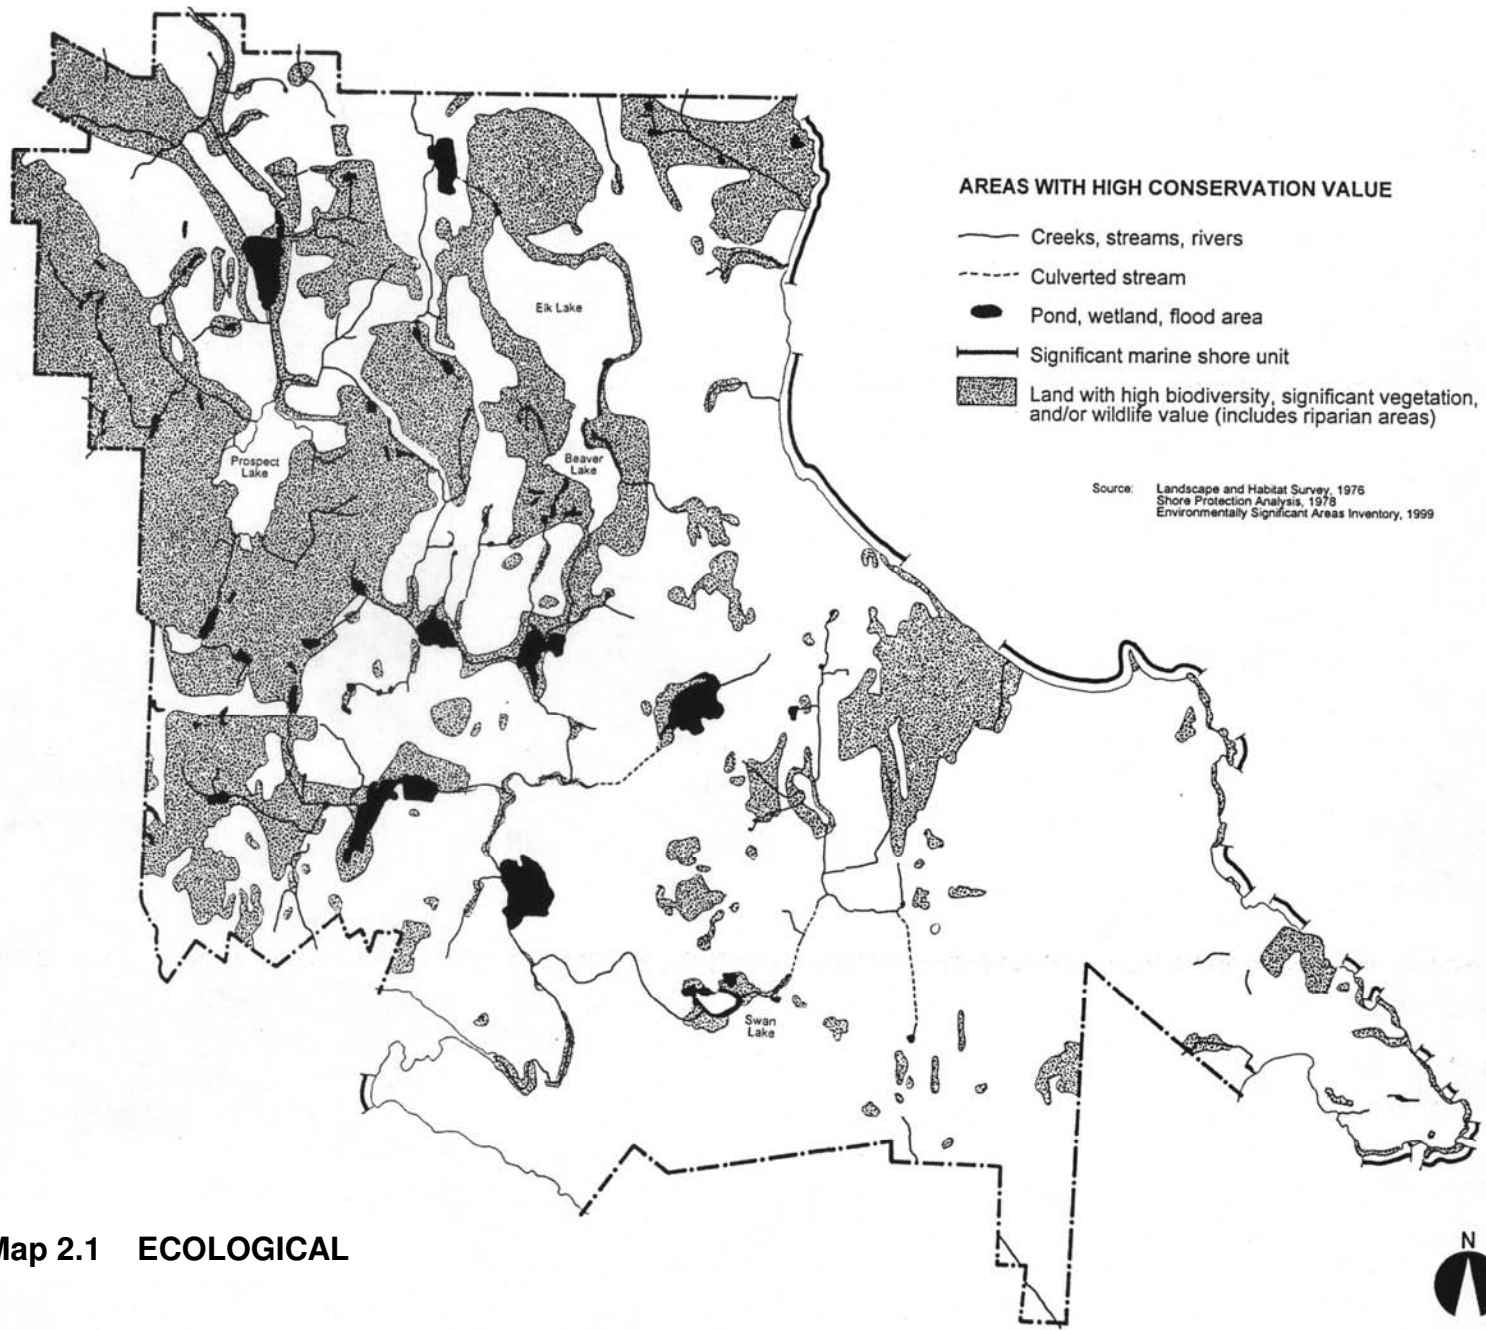 AREAS WITH HIGH CONSERVATION VALUE
Creeks, streams, rivers
Culverted stream
Pond, wetland, flood area
Significant marine shore unit
Land with high biodiversity, significant vegetation,
and/or wildlife value (includes riparian areas)
Source: Landscape and Habitat Survey, 1976
Shore Protection Analysis, 1978
Environmentally Significant Areas Inventory, 1999
Elk Lake
Prospect
Lake
Beaver
Lake
Swan
Lake
Map 2.1 ECOLOGICAL
N